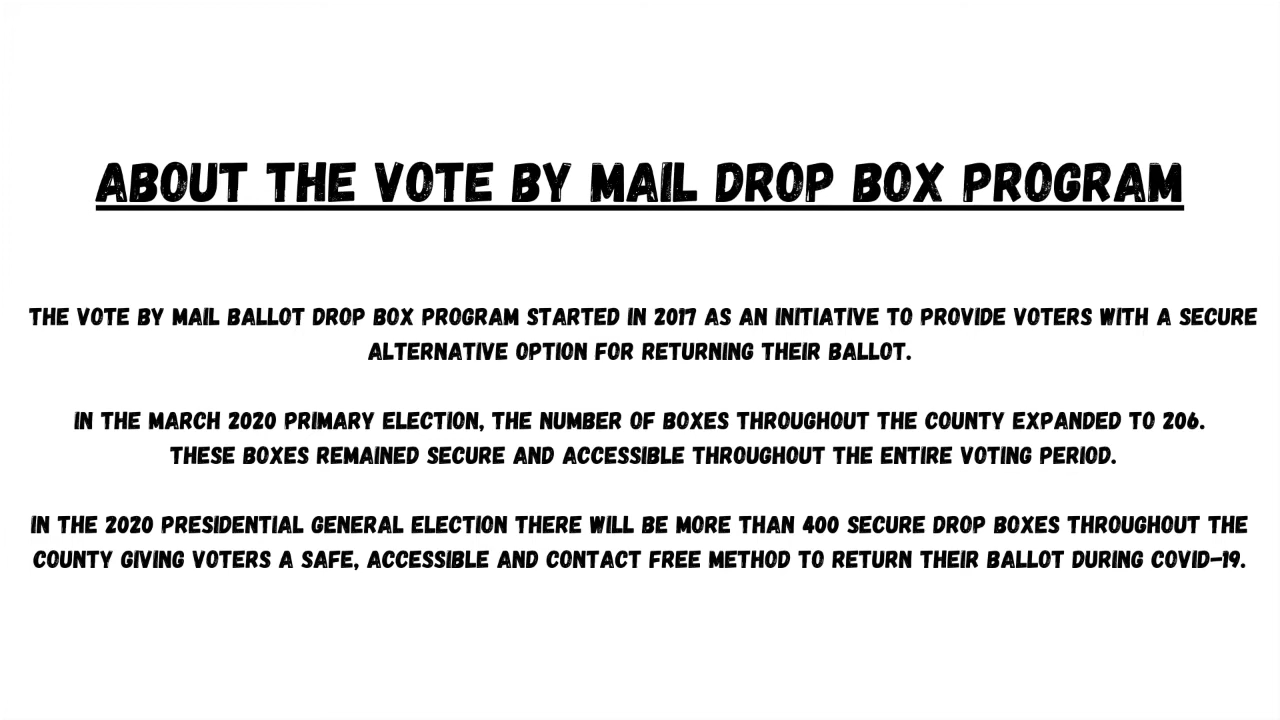 ABOUT THE VOTE BY MAIL DROP BOX PROGRAM
THE VOTE BY MAIL BALLOT DROP BOX PROGRAM STARTED IN 2017 AS AN INITIATIVE TO PROVIDE VOTERS WITH A SECURE
ALTERNATIVE OPTION FOR RETURNING THEIR BALLOT.
IN THE MARCH 2020 PRIMARY ELECTION, THE NUMBER OF BOXES THROUGHOUT THE COUNTY EXPANDED TO 206.
THESE BOXES REMAINED SECURE AND ACCESSIBLE THROUGHOUT THE ENTIRE VOTING PERIOD.
IN THE 2020 PRESIDENTIAL GENERAL ELECTION THERE WILL BE MORE THAN 400 SECURE DROP BOXES THROUGHOUT THE
COUNTY GIVING VOTERS A SAFE, ACCESSIBLE AND CONTACT FREE METHOD TO RETURN THEIR BALLOT DURING COVID-19.